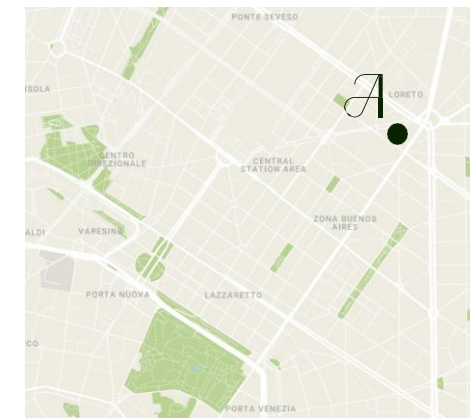 PONTE SEVESO
ISOLA
A
LORETO
CENTRO
DIREZIONALE
CENTRAL
STATION AREA
ZONA BUENOS
AIRES
ALDI
VARESINE
PORTA NUOVA
LAZZARETTO
CO
PORTA VENEZIA